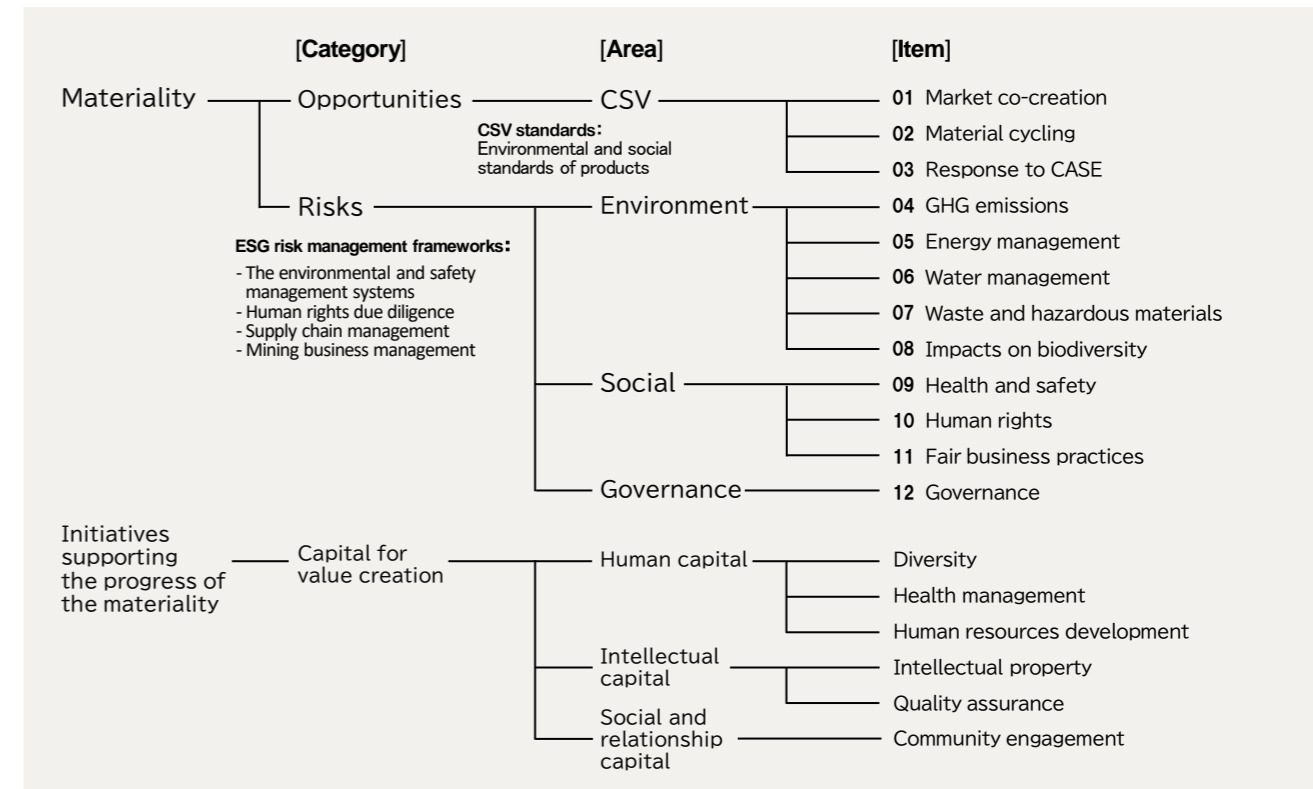 [Category] [Area] [Item]
Materiality Opportunities CSV 01 Market co-creation
CSV standards:
Environmental and social
standards of products
02 Material cycling
03 Response to CASE
Risks Environment 04 GHG emissions
ESG risk management frameworks:
- The environmental and safety
management systems
- Human rights due diligence
- Supply chain management
- Mining business management
05 Energy management
06 Water management
07 Waste and hazardous materials
08 Impacts on biodiversity
Social 09 Health and safety
10 Human rights
11 Fair business practices
Governance 12 Governance
Initiatives
supporting
the progress of
the materiality
Capital for
value creation
Human capital Diversity
Health management
Human resources development
Intellectual
capital
Intellectual property
Quality assurance
Social and
relationship
capital
Community engagement